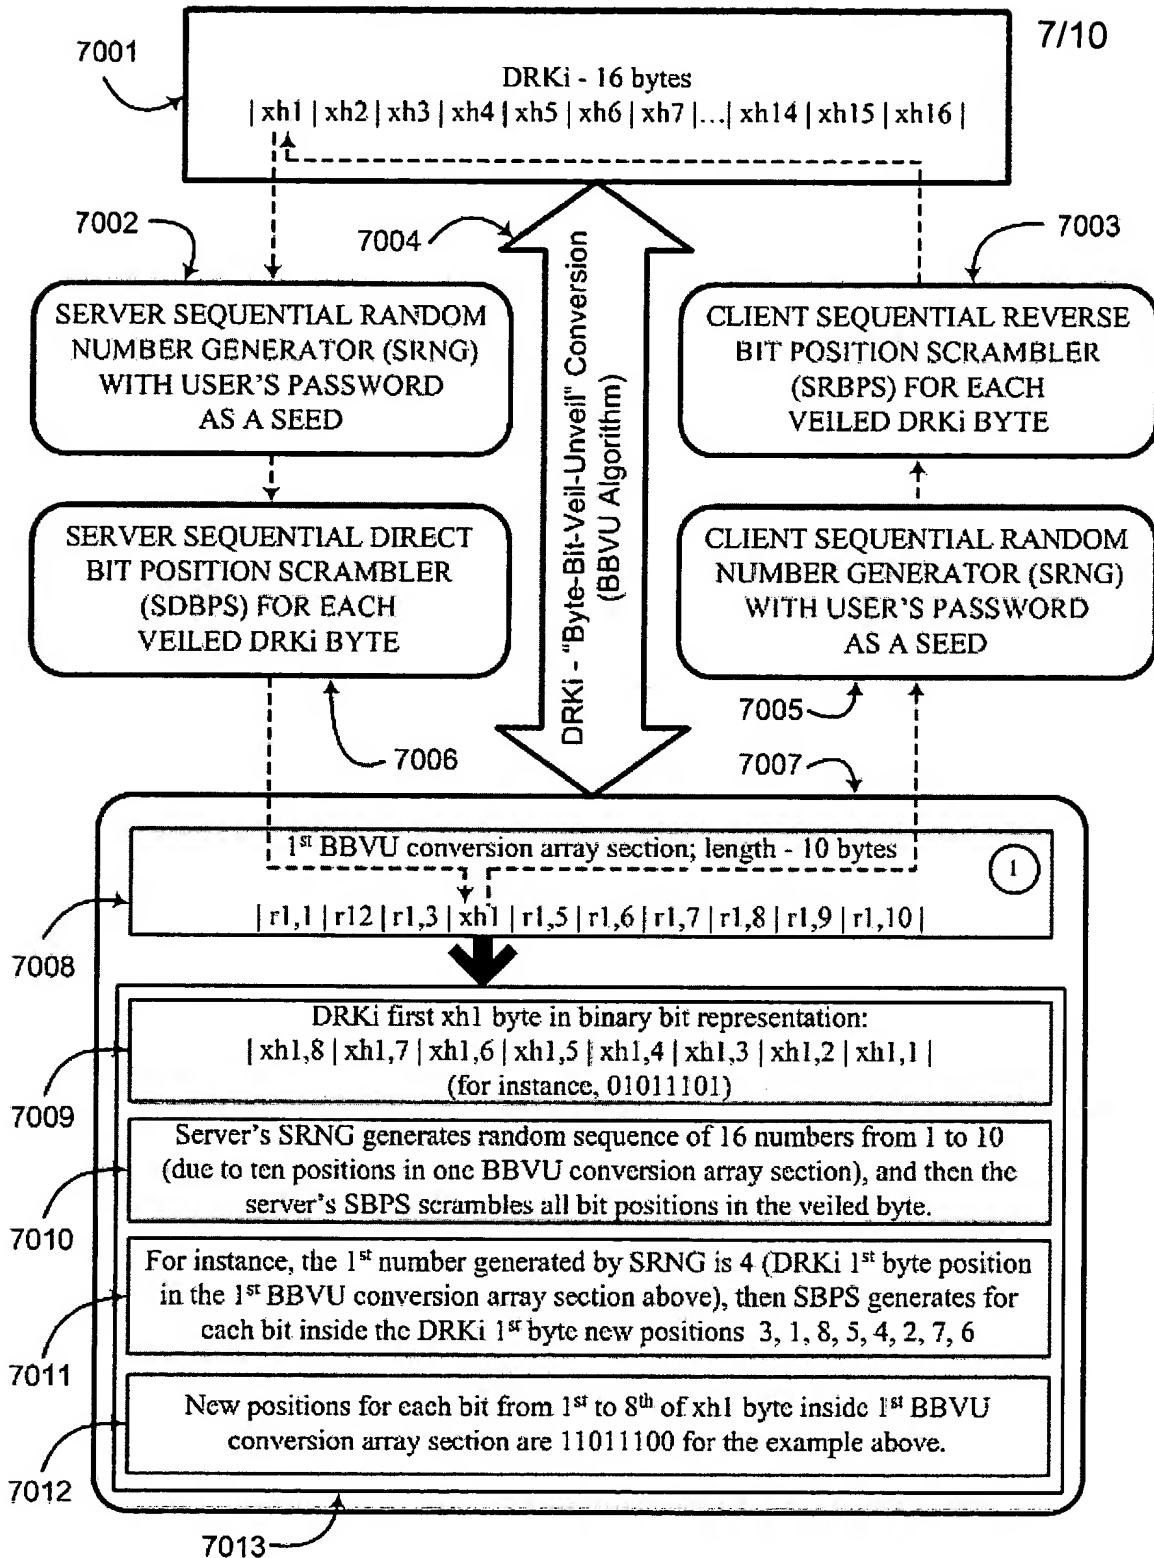 7/10
7001
DRKi - 16 bytes
| xh1 | xh2 | xh3 | xh4 | xh5 | xh6 | xh7 |...| xh14 | xh15 | xh16 |
7002
7004
7003
SERVER SEQUENTIAL RANDOM
NUMBER GENERATOR (SRNG)
WITH USER'S PASSWORD
AS A SEED
CLIENT SEQUENTIAL REVERSE
BIT POSITION SCRAMBLER
(SRBPS) FOR EACH
VEILED DRKi BYTE
DRKi - "Byte-Bit-Veil-Unveil" Conversion
(BBVU Algorithm)
SERVER SEQUENTIAL DIRECT
BIT POSITION SCRAMBLER
(SDBPS) FOR EACH
VEILED DRKi BYTE
CLIENT SEQUENTIAL RANDOM
NUMBER GENERATOR (SRNG)
WITH USER'S PASSWORD
AS A SEED
7005
7006
7007
1st BBVU conversion array section; length - 10 bytes
1
| r1,1 | r12 | r1,3 | xh1 | r1,5 | r1,6 | r1,7 | r1,8 | r1,9 | r1,10 |
7008
DRKi first xh1 byte in binary bit representation:
| xh1,8 | xh1,7 | xh1,6 | xh1,5 | xh1,4 | xh1,3 | xh1,2 | xh1,1 |
(for instance, 01011101)
7009
Server's SRNG generates random sequence of 16 numbers from 1 to 10
(due to ten positions in one BBVU conversion array section), and then the
server's SBPS scrambles all bit positions in the veiled byte.
7010
For instance, the 1st number generated by SRNG is 4 (DRKi 1st byte position
in the 1st BBVU conversion array section above), then SBPS generates for
each bit inside the DRKi 1st byte new positions 3, 1, 8, 5, 4, 2, 7, 6
7011
New positions for each bit from 1st to 8th of xh1 byte inside 1st BBVU
conversion array section are 11011100 for the example above.
7012
7013